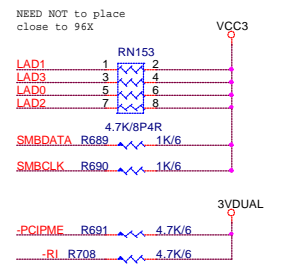 NEED NOT to place
close to 96X
VCC3
RN153
LAD1 1 2
LAD3 3 4
LAD0 5 6
LAD2 7 8
4.7K/8P4R
SMBDATA R689 1K/6
SMBCLK R690 1K/6
3VDUAL
-PCIPME R691 4.7K/6
-RI R708 4.7K/6